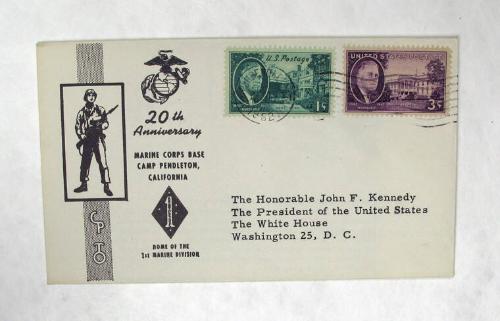 20th
Anniversary
MARINE CORPS BASE
CAMP PENDLETON,
CALIFORNIA
1
HOME OF THE
1st MARINE DIVISION
U.S. Postage
1¢
UNITED STATES
3¢
The Honorable John F. Kennedy
The President of the United States
The White House
Washington 25, D. C.